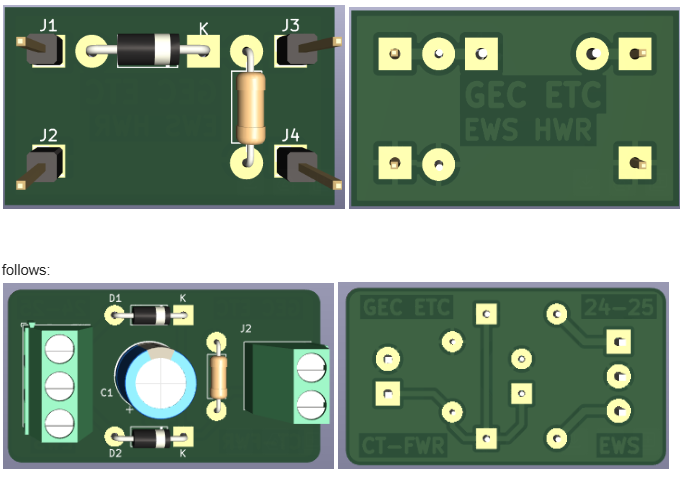 J1
K
J3
J2
J4
GEC ETC
EWS HWR
follows:
D1
K
J2
C1
+
D2
K
GEC ETC
24-25
CT-FWR
EWS